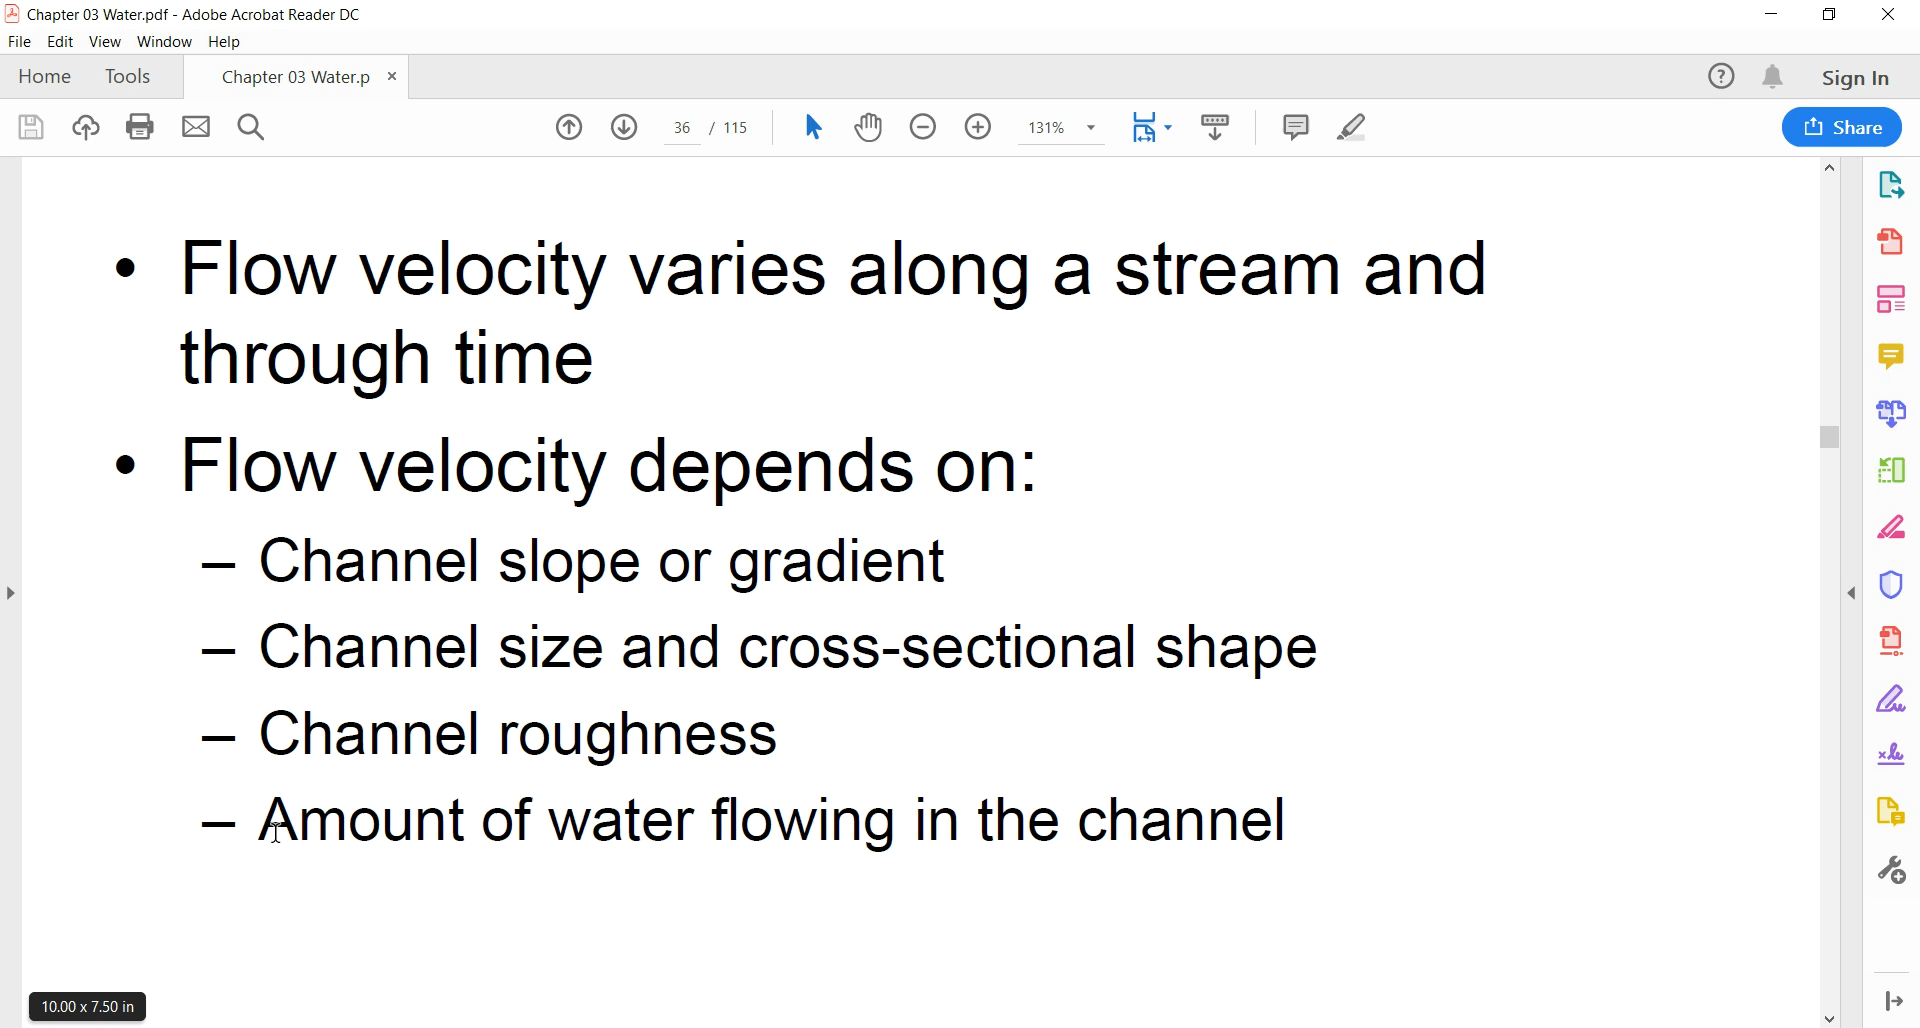 Chapter 03 Water.pdf - Adobe Acrobat Reader DC
File Edit View Window Help
Home Tools Chapter 03 Water.p × Sign In
36 / 115 131% Share
• Flow velocity varies along a stream and
through time
• Flow velocity depends on:
– Channel slope or gradient
– Channel size and cross-sectional shape
– Channel roughness
– Amount of water flowing in the channel
10.00 x 7.50 in